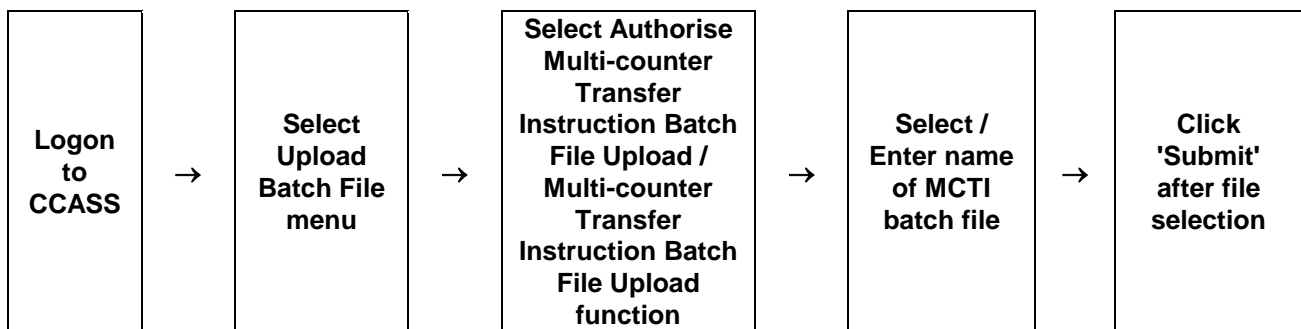 Logon
to
CCASS
→
Select
Upload
Batch File
menu
→
Select Authorise
Multi-counter
Transfer
Instruction Batch
File Upload /
Multi-counter
Transfer
Instruction Batch
File Upload
function
→
Select /
Enter name
of MCTI
batch file
→
Click
'Submit'
after file
selection